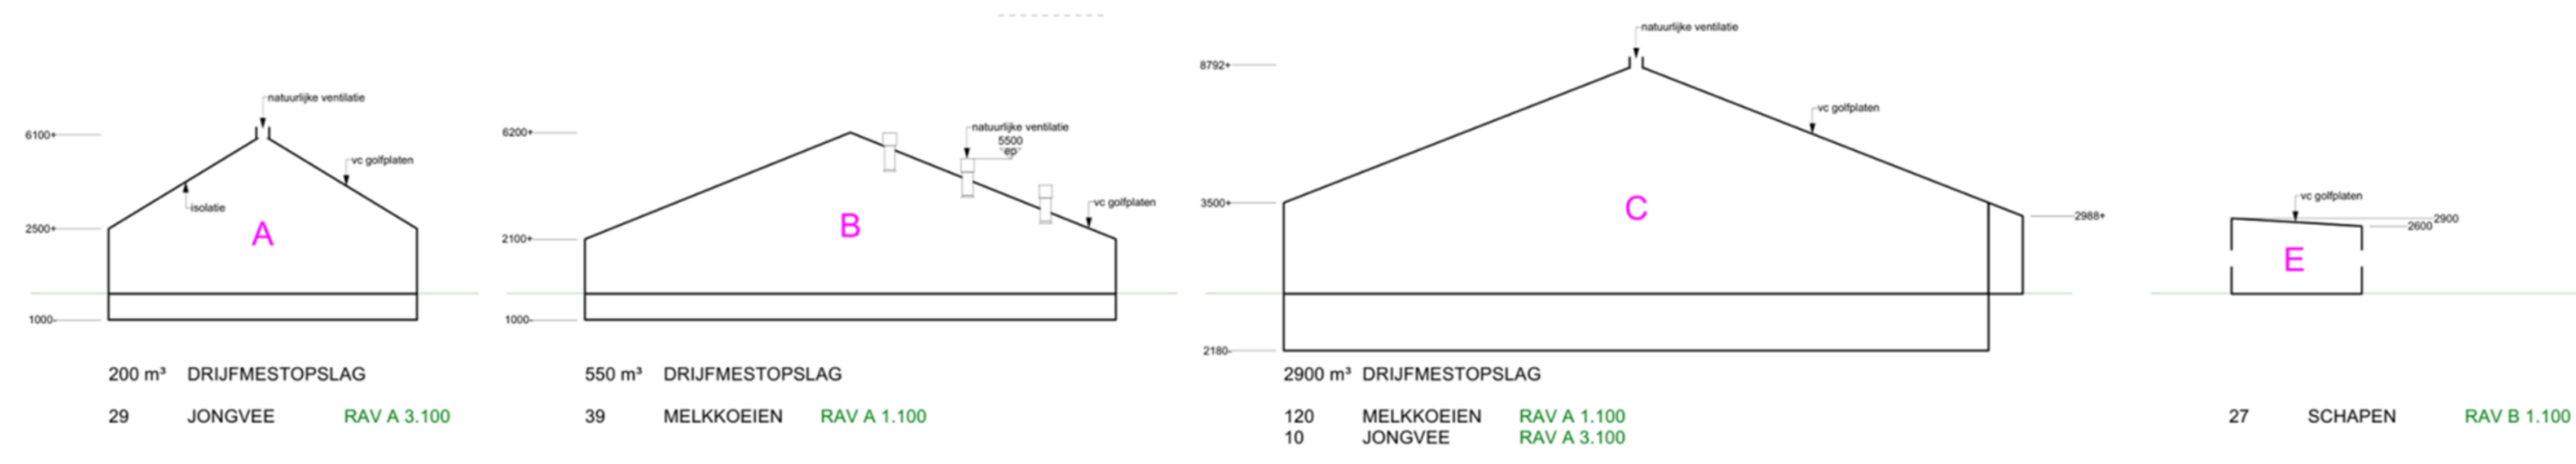 natuurlijke ventilatie
6100+
vc golfplaten
isolatie
2500+
A
1000-
200 m³ DRIJFMESTOPSLAG
29 JONGVEE RAV A 3.100
natuurlijke ventilatie
5500
ep
6200+
vc golfplaten
2100+
B
1000-
550 m³ DRIJFMESTOPSLAG
39 MELKKOEIEN RAV A 1.100
natuurlijke ventilatie
8792+
vc golfplaten
3500+
C
2988+
2180-
2900 m³ DRIJFMESTOPSLAG
120 MELKKOEIEN RAV A 1.100
10 JONGVEE RAV A 3.100
vc golfplaten
2900
2600
E
27 SCHAPEN RAV B 1.100